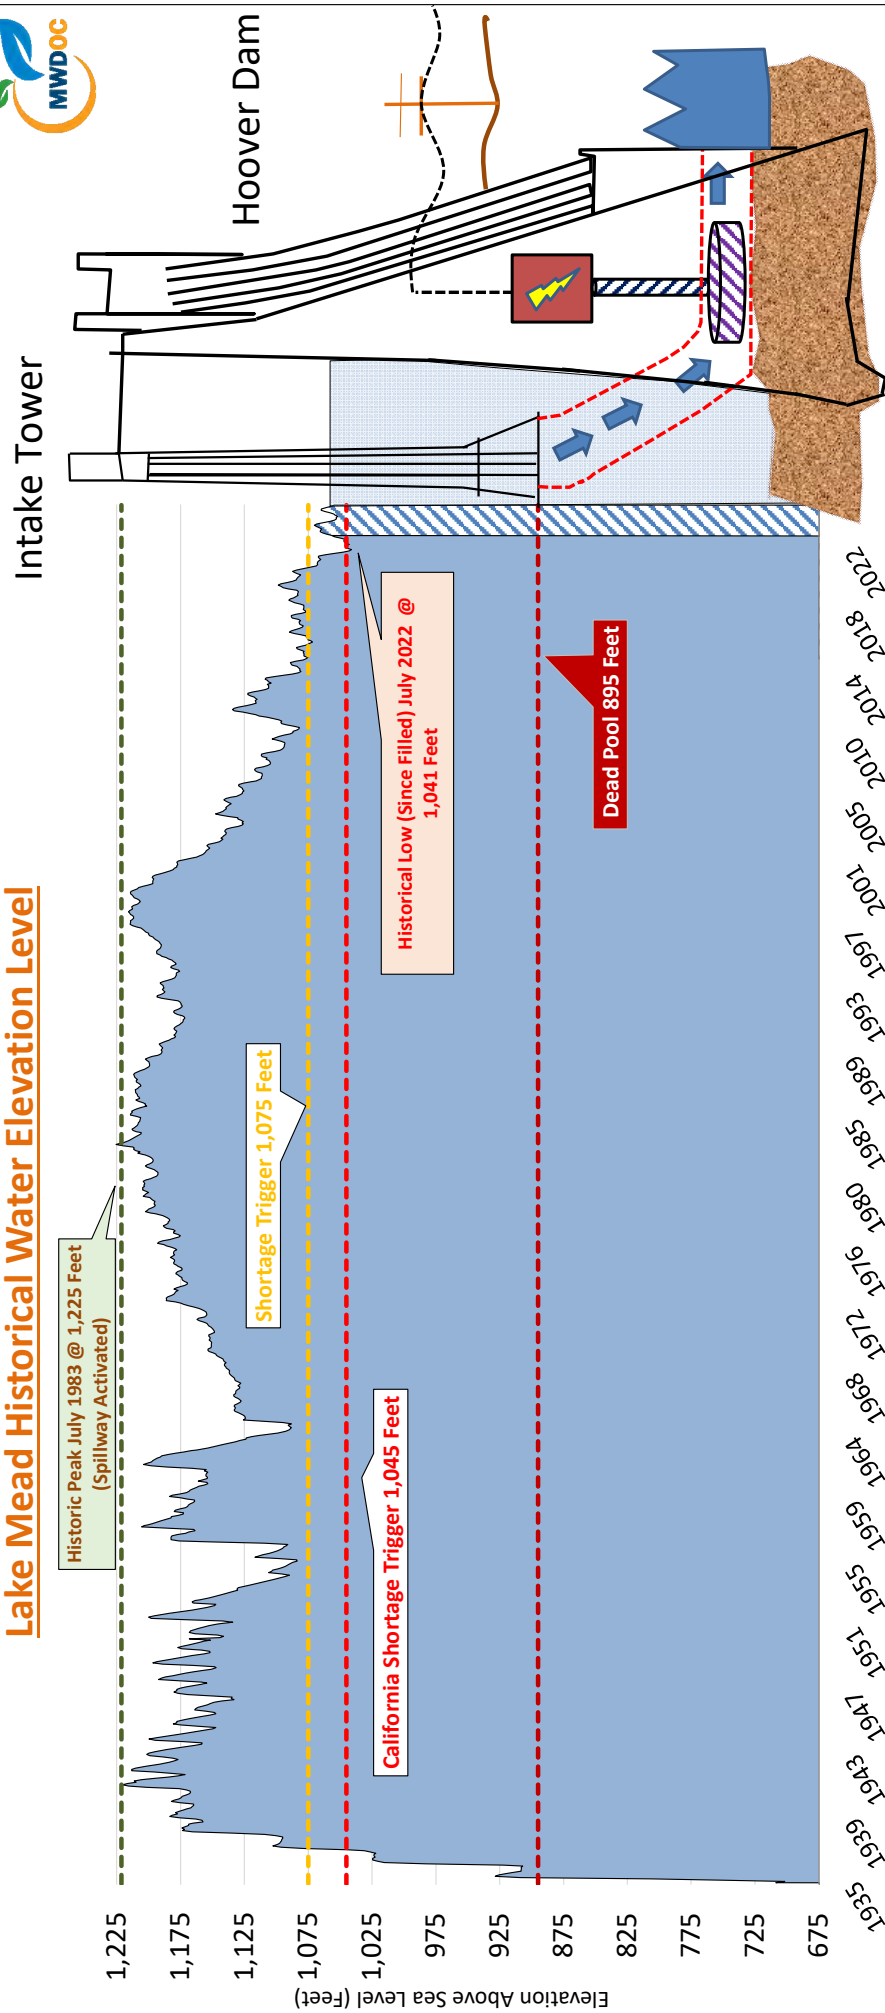 Lake Mead Historical Water Elevation Level
MWDOC
Intake Tower
Hoover Dam
Historic Peak July 1983 @ 1,225 Feet
(Spillway Activated)
Shortage Trigger 1,075 Feet
California Shortage Trigger 1,045 Feet
Historical Low (Since Filled) July 2022 @
1,041 Feet
Dead Pool 895 Feet
Elevation Above Sea Level (Feet)
1,225
1,175
1,125
1,075
1,025
975
925
875
825
775
725
675
1935
1939
1943
1947
1951
1955
1959
1964
1968
1972
1976
1980
1985
1989
1993
1997
2001
2005
2010
2014
2018
2022